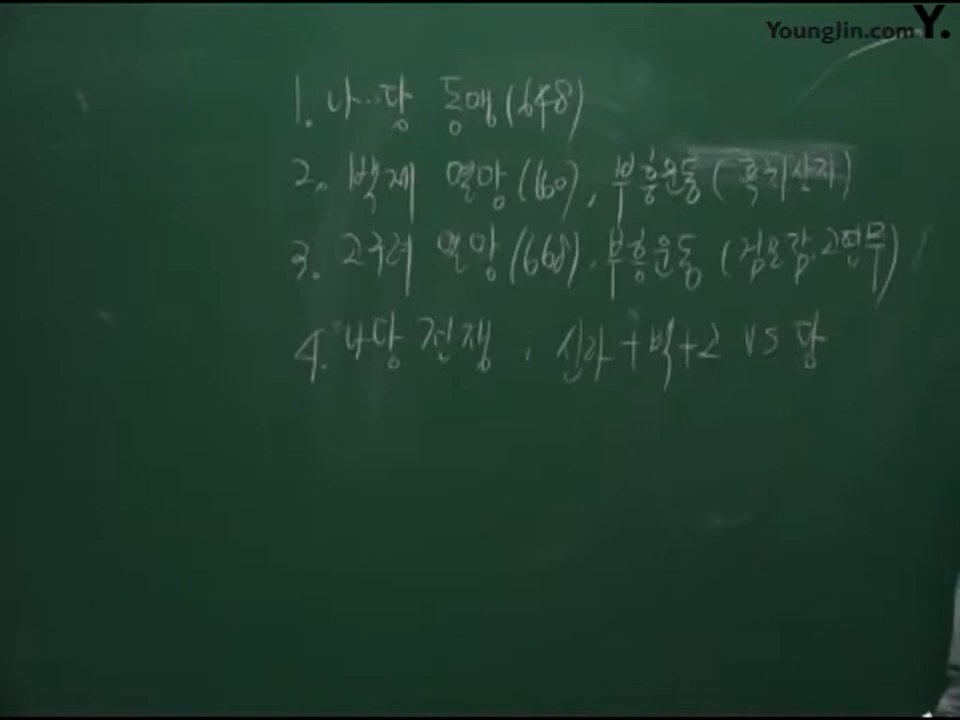 YoungJin.com Y.
1. 나·당 동맹(648)
2. 백제 멸망(660), 부흥운동 (흑치상지)
3. 고구려 멸망(668), 부흥운동 (검모잠, 고연무)
4. 나당 전쟁 : 신라+백+고 VS 당